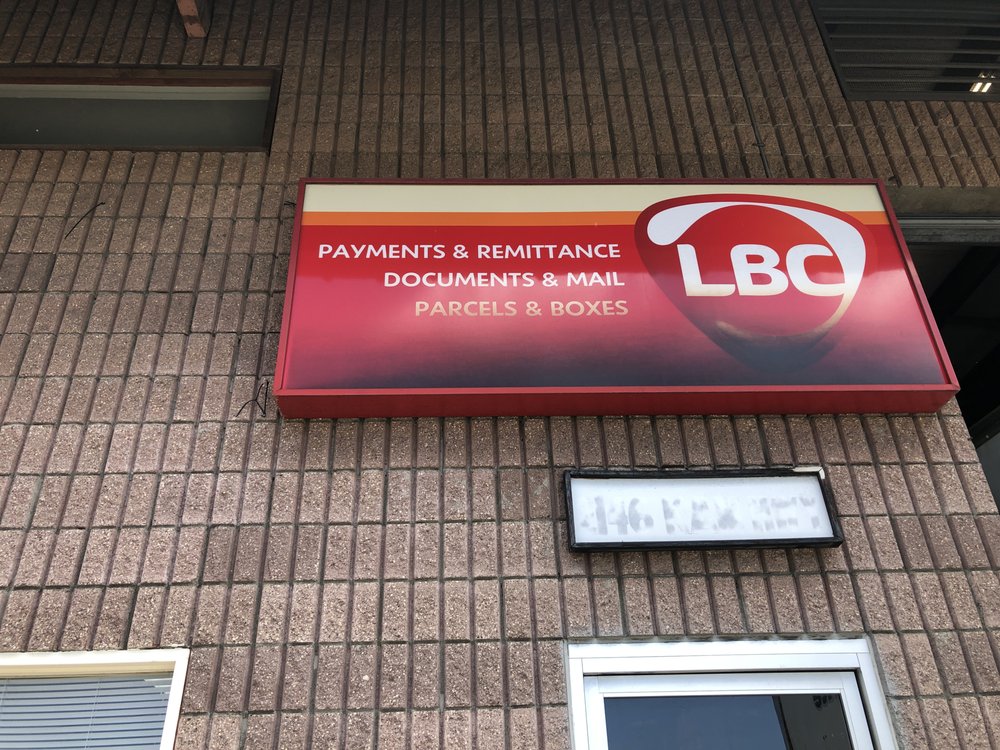 PAYMENTS & REMITTANCE
DOCUMENTS & MAIL
PARCELS & BOXES
LBC